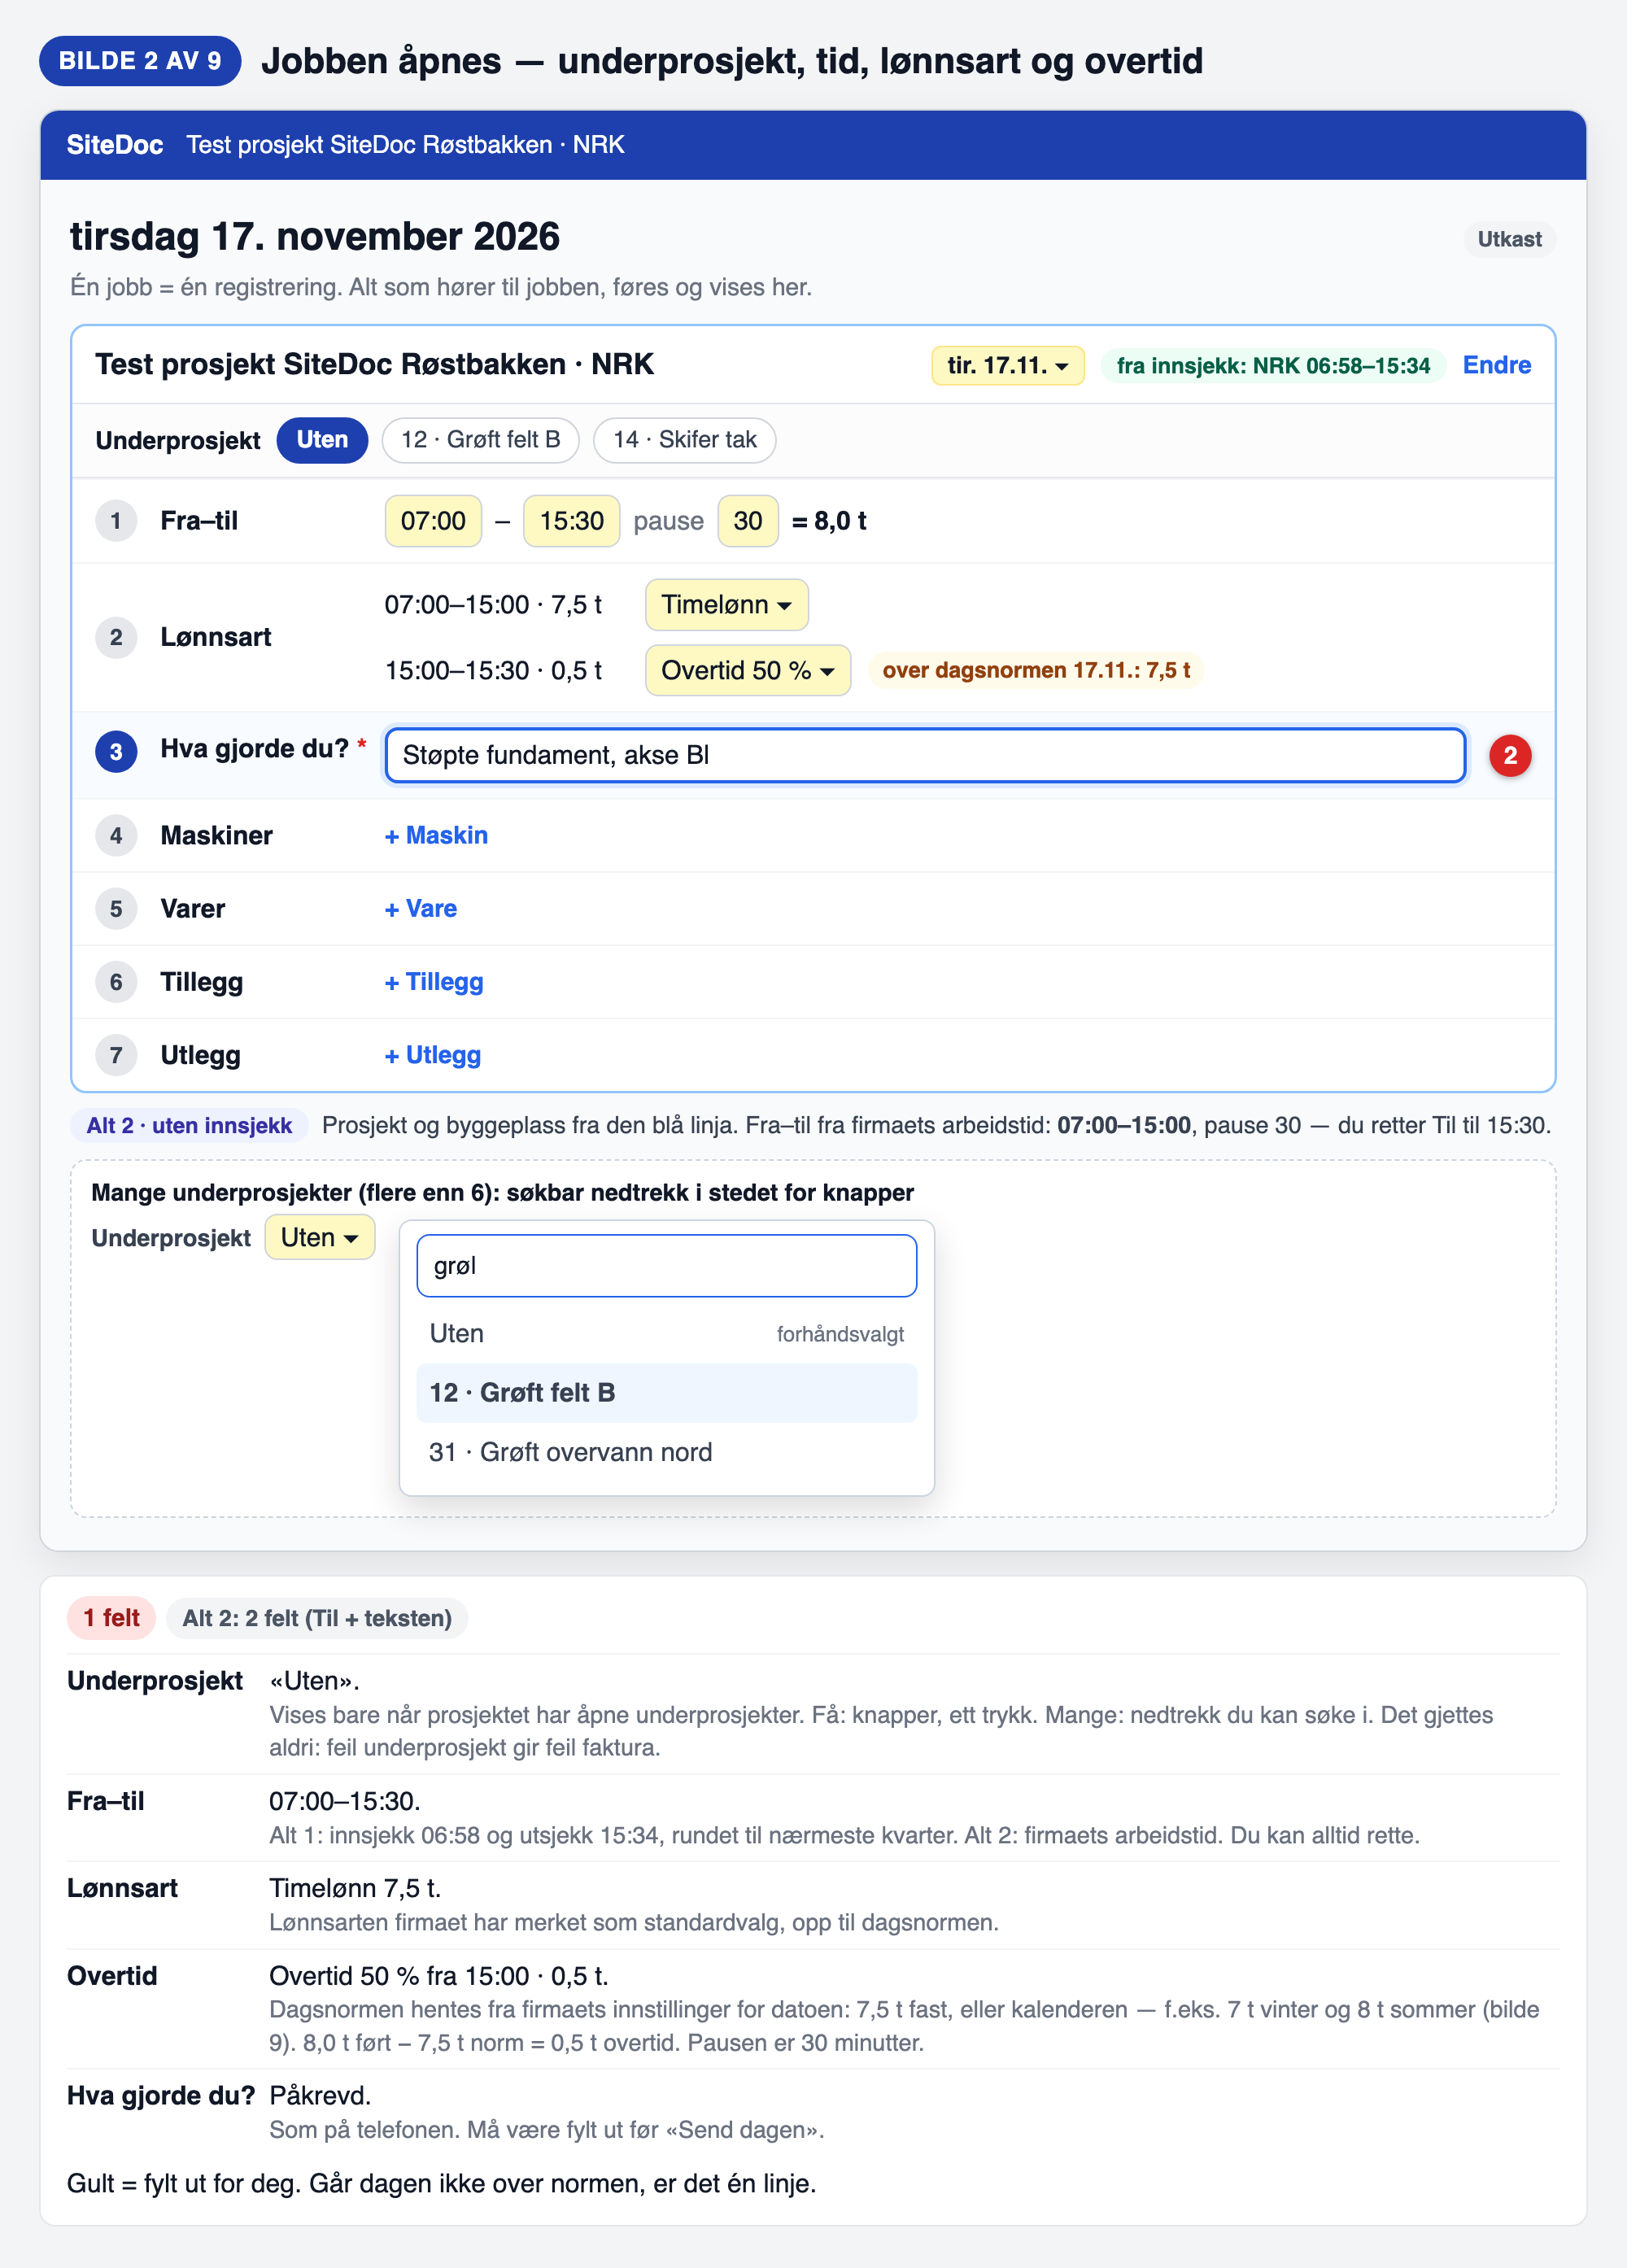 BILDE 2 AV 9 Jobben åpnes — underprosjekt, tid, lønnsart og overtid
SiteDoc Test prosjekt SiteDoc Røstbakken · NRK
tirsdag 17. november 2026 Utkast
Én jobb = én registrering. Alt som hører til jobben, føres og vises her.
Test prosjekt SiteDoc Røstbakken · NRK tir. 17.11. fra innsjekk: NRK 06:58–15:34 Endre
Underprosjekt Uten 12 · Grøft felt B 14 · Skifer tak
1 Fra–til 07:00 – 15:30 pause 30 = 8,0 t
2 Lønnsart
07:00–15:00 · 7,5 t Timelønn
15:00–15:30 · 0,5 t Overtid 50 % over dagsnormen 17.11.: 7,5 t
3 Hva gjorde du? * Støpte fundament, akse Bl 2
4 Maskiner + Maskin
5 Varer + Vare
6 Tillegg + Tillegg
7 Utlegg + Utlegg
Alt 2 · uten innsjekk Prosjekt og byggeplass fra den blå linja. Fra–til fra firmaets arbeidstid: 07:00–15:00, pause 30 — du retter Til til 15:30.
Mange underprosjekter (flere enn 6): søkbar nedtrekk i stedet for knapper
Underprosjekt Uten
grøl
Uten forhåndsvalgt
12 · Grøft felt B
31 · Grøft overvann nord
1 felt Alt 2: 2 felt (Til + teksten)
Underprosjekt «Uten».
Vises bare når prosjektet har åpne underprosjekter. Få: knapper, ett trykk. Mange: nedtrekk du kan søke i. Det gjettes
aldri: feil underprosjekt gir feil faktura.
Fra–til 07:00–15:30.
Alt 1: innsjekk 06:58 og utsjekk 15:34, rundet til nærmeste kvarter. Alt 2: firmaets arbeidstid. Du kan alltid rette.
Lønnsart Timelønn 7,5 t.
Lønnsarten firmaet har merket som standardvalg, opp til dagsnormen.
Overtid Overtid 50 % fra 15:00 · 0,5 t.
Dagsnormen hentes fra firmaets innstillinger for datoen: 7,5 t fast, eller kalenderen — f.eks. 7 t vinter og 8 t sommer (bilde
9). 8,0 t ført − 7,5 t norm = 0,5 t overtid. Pausen er 30 minutter.
Hva gjorde du? Påkrevd.
Som på telefonen. Må være fylt ut før «Send dagen».
Gult = fylt ut for deg. Går dagen ikke over normen, er det én linje.